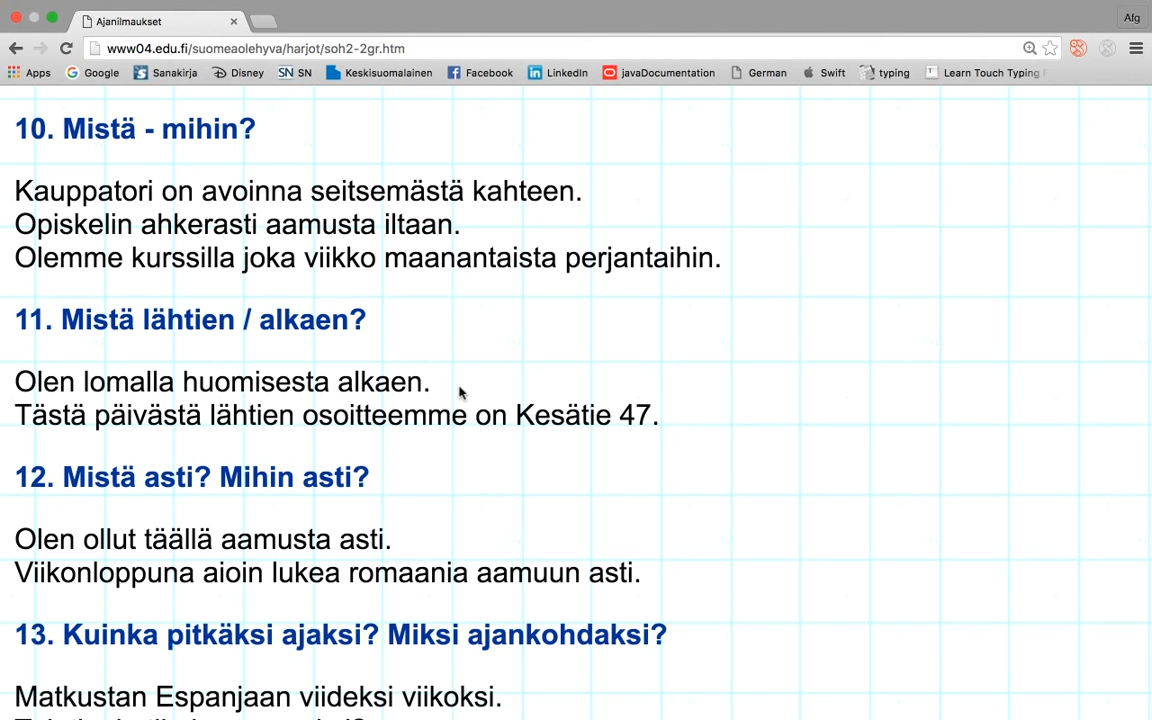 Ajanilmaukset
Afg
www04.edu.fi/suomeaolehyva/harjot/soh2-2gr.htm
Apps Google Sanakirja Disney SN SN Keskisuomalainen Facebook LinkedIn javaDocumentation German Swift typing Learn Touch Typing
10. Mistä - mihin?
Kauppatori on avoinna seitsemästä kahteen.
Opiskelin ahkerasti aamusta iltaan.
Olemme kurssilla joka viikko maanantaista perjantaihin.
11. Mistä lähtien / alkaen?
Olen lomalla huomisesta alkaen.
Tästä päivästä lähtien osoitteemme on Kesätie 47.
12. Mistä asti? Mihin asti?
Olen ollut täällä aamusta asti.
Viikonloppuna aioin lukea romaania aamuun asti.
13. Kuinka pitkäksi ajaksi? Miksi ajankohdaksi?
Matkustan Espanjaan viideksi viikoksi.